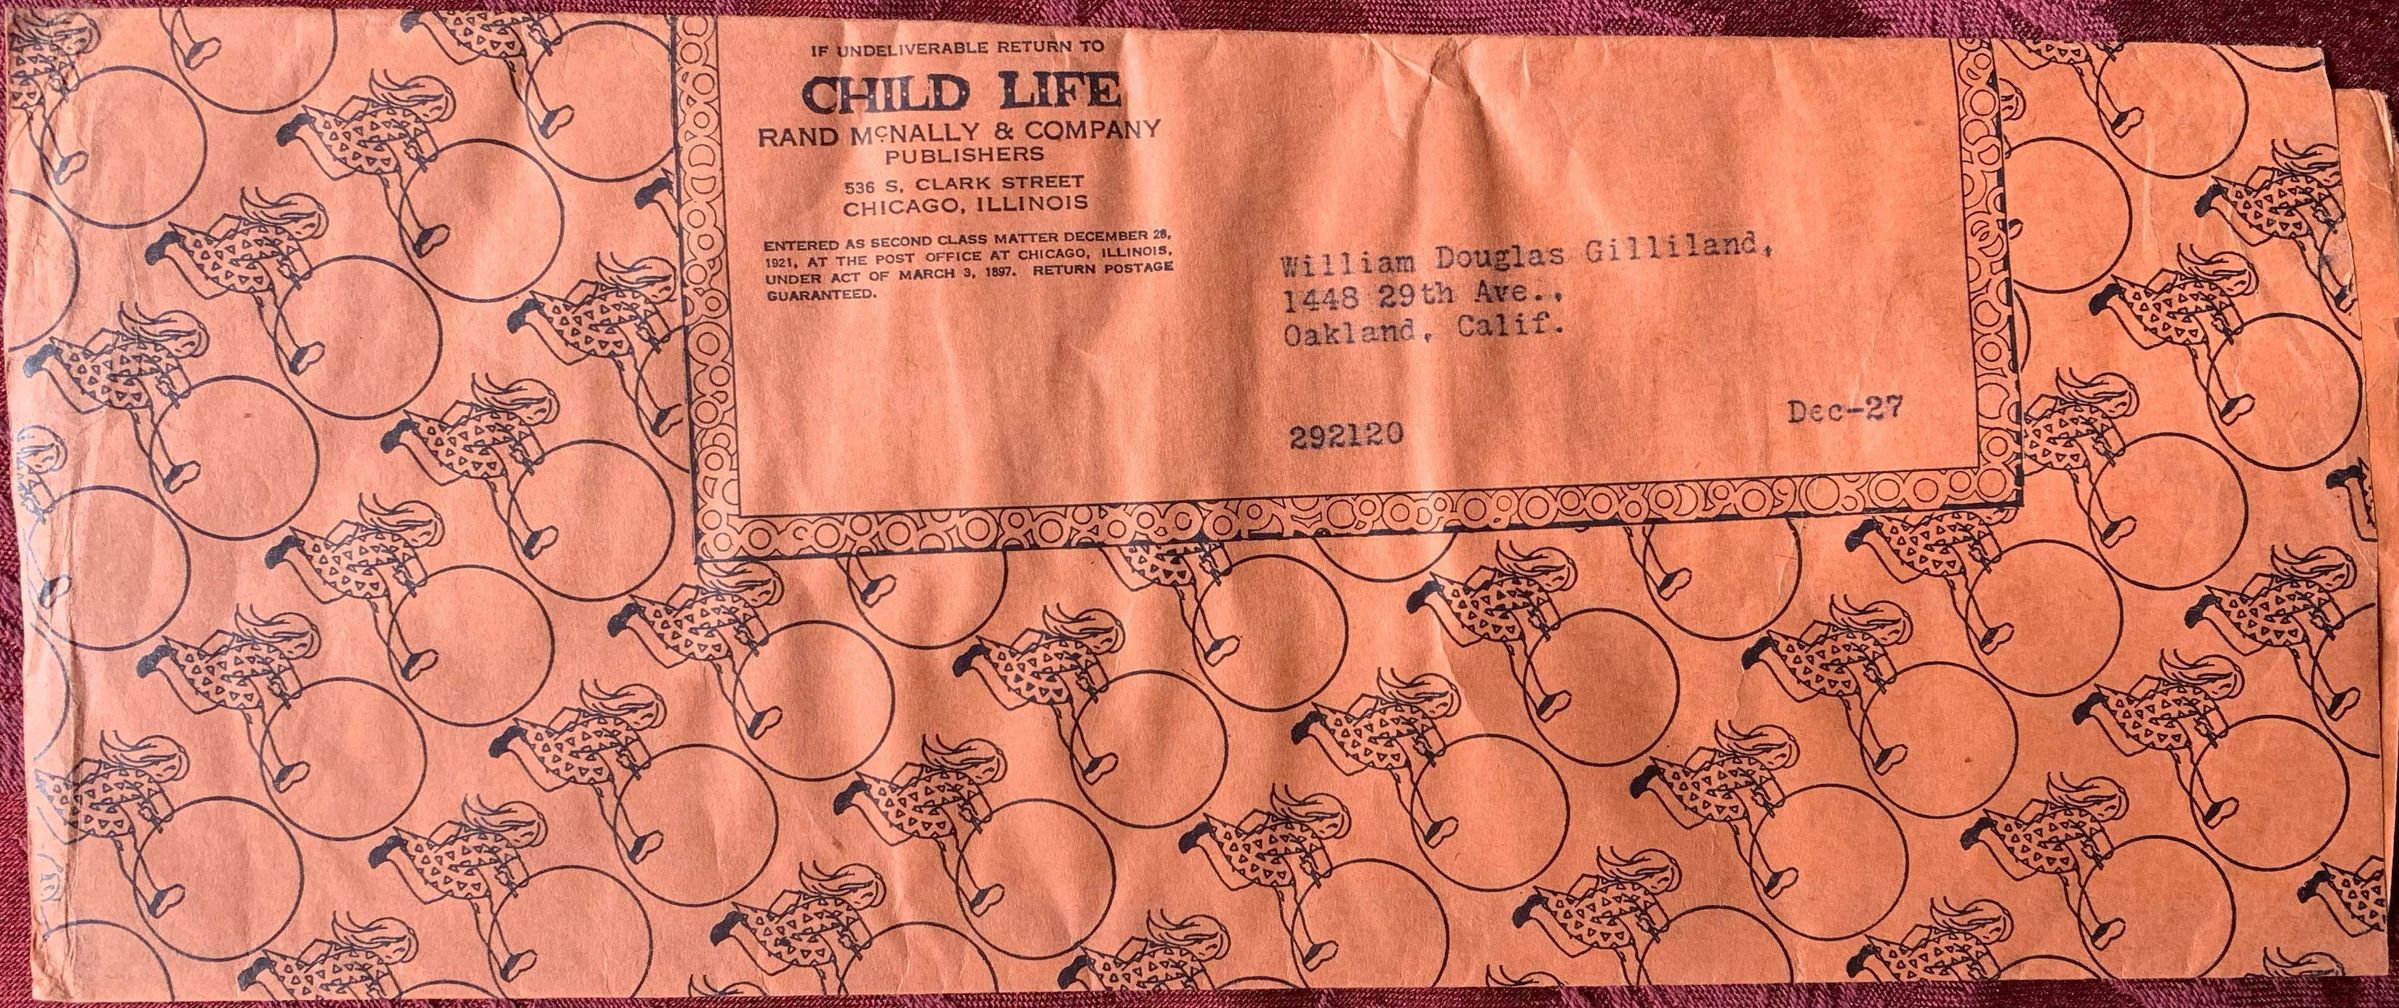 IF UNDELIVERABLE RETURN TO
CHILD LIFE
RAND McNALLY & COMPANY
PUBLISHERS
536 S. CLARK STREET
CHICAGO, ILLINOIS
ENTERED AS SECOND CLASS MATTER DECEMBER 28,
1921, AT THE POST OFFICE AT CHICAGO, ILLINOIS,
UNDER ACT OF MARCH 3, 1897. RETURN POSTAGE
GUARANTEED.
William Douglas Gilliland,
1448 29th Ave.,
Oakland, Calif.
Dec-27
292120